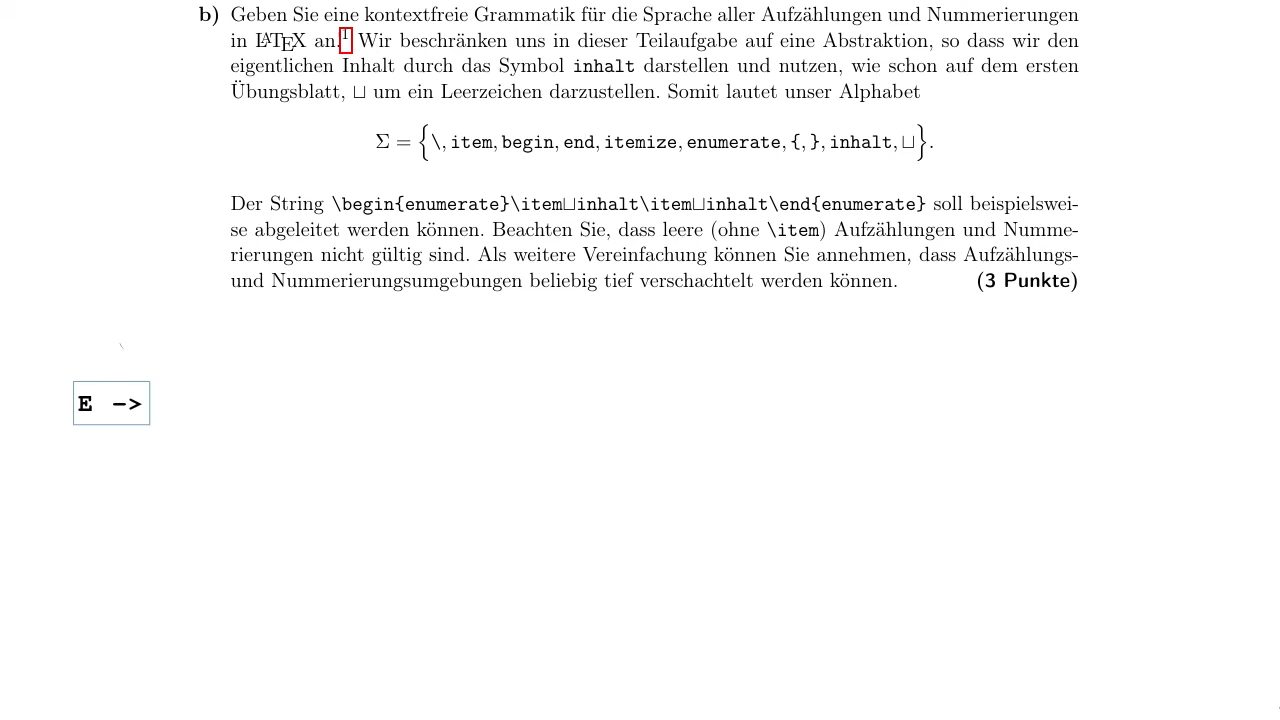 b) Geben Sie eine kontextfreie Grammatik für die Sprache aller Aufzählungen und Nummerierungen
in LATEX an.1 Wir beschränken uns in dieser Teilaufgabe auf eine Abstraktion, so dass wir den
eigentlichen Inhalt durch das Symbol inhalt darstellen und nutzen, wie schon auf dem ersten
Übungsblatt, ⊔ um ein Leerzeichen darzustellen. Somit lautet unser Alphabet
Σ = {\, item, begin, end, itemize, enumerate, {, }, inhalt, ⊔}.
Der String \begin{enumerate}\item⊔inhalt\item⊔inhalt\end{enumerate} soll beispielswei-
se abgeleitet werden können. Beachten Sie, dass leere (ohne \item) Aufzählungen und Numme-
rierungen nicht gültig sind. Als weitere Vereinfachung können Sie annehmen, dass Aufzählungs-
und Nummerierungsumgebungen beliebig tief verschachtelt werden können. (3 Punkte)
E ->